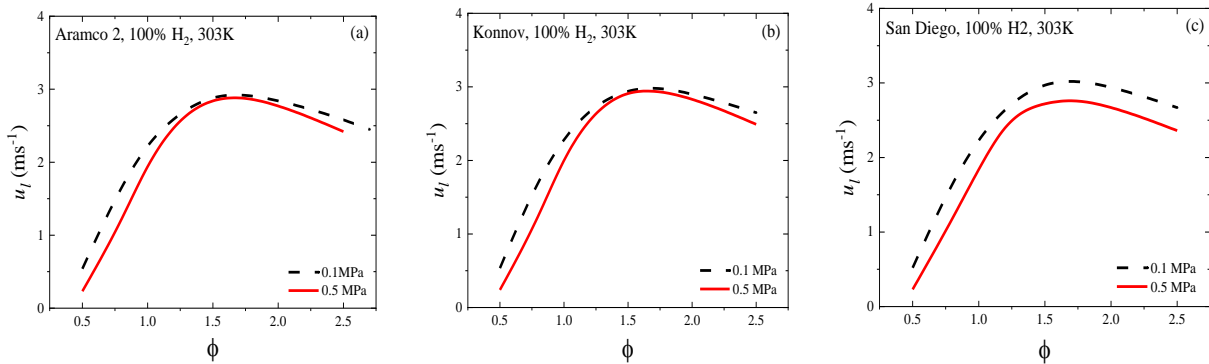 Aramco 2, 100% H2, 303K
(a)
4
3
2
1
0
ul (ms-1)
0.1MPa
0.5 MPa
0.5 1.0 1.5 2.0 2.5
ϕ
Konnov, 100% H2, 303K
(b)
4
3
2
1
0
ul (ms-1)
0.1 MPa
0.5 MPa
0.5 1.0 1.5 2.0 2.5
ϕ
San Diego, 100% H2, 303K
(c)
4
3
2
1
0
ul (ms-1)
0.1 MPa
0.5 MPa
0.5 1.0 1.5 2.0 2.5
ϕ